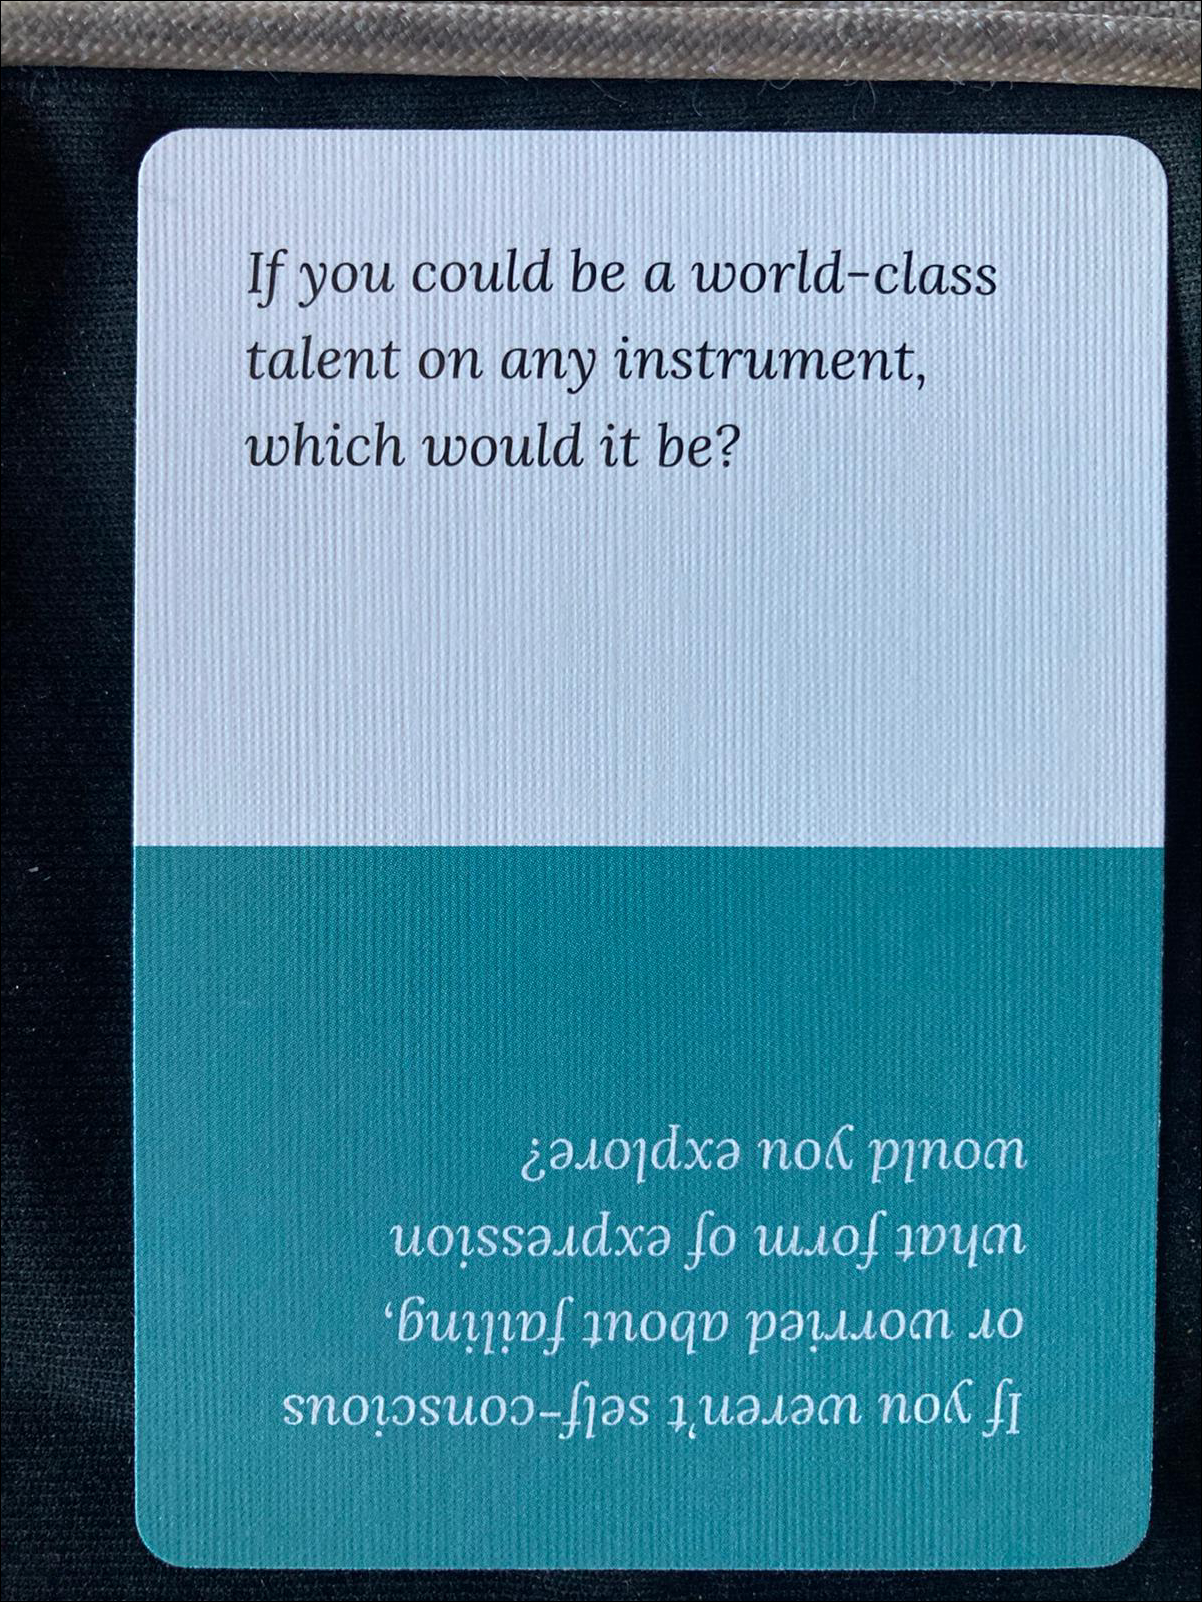 If you could be a world-class
talent on any instrument,
which would it be?
If you weren't self-conscious
or worried about failing,
what form of expression
would you explore?